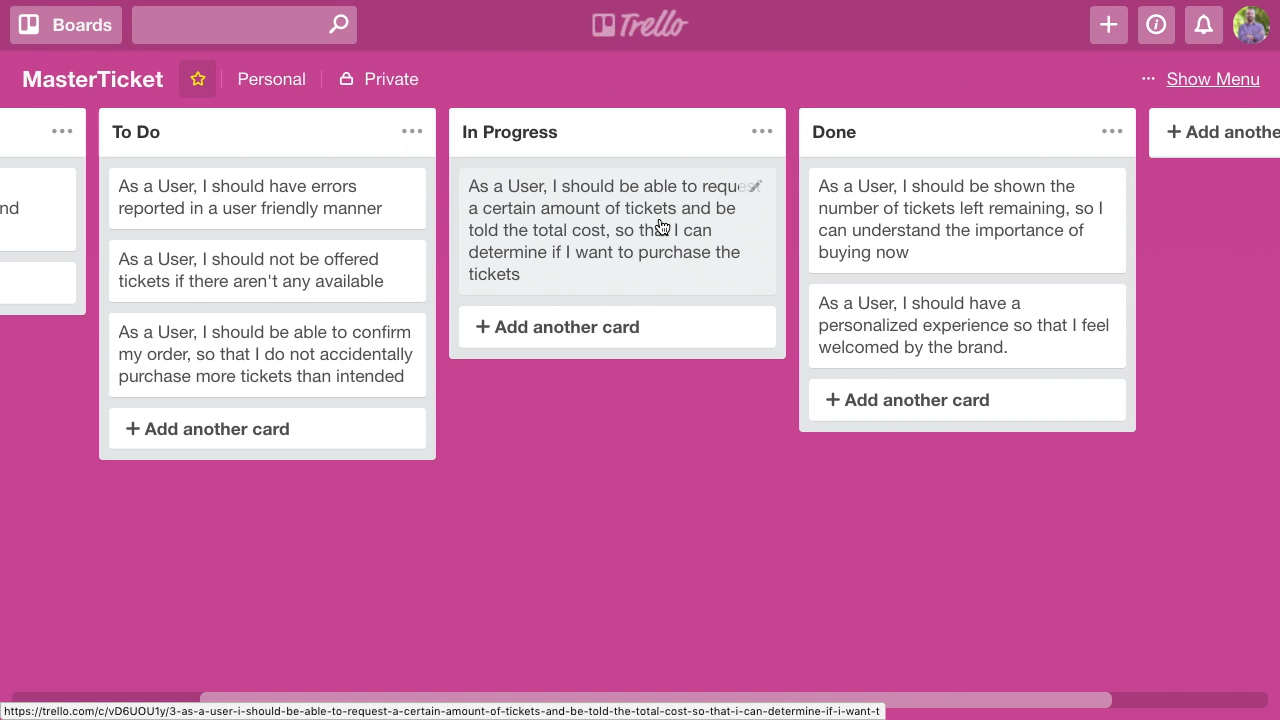 Boards
Trello
MasterTicket
Personal
Private
Show Menu
nd
To Do
As a User, I should have errors
reported in a user friendly manner
As a User, I should not be offered
tickets if there aren't any available
As a User, I should be able to confirm
my order, so that I do not accidentally
purchase more tickets than intended
+ Add another card
In Progress
As a User, I should be able to request
a certain amount of tickets and be
told the total cost, so that I can
determine if I want to purchase the
tickets
+ Add another card
Done
As a User, I should be shown the
number of tickets left remaining, so I
can understand the importance of
buying now
As a User, I should have a
personalized experience so that I feel
welcomed by the brand.
+ Add another card
+ Add anothe
https://trello.com/c/vD6UOU1y/3-as-a-user-i-should-be-able-to-request-a-certain-amount-of-tickets-and-be-told-the-total-cost-so-that-i-can-determine-if-i-want-t